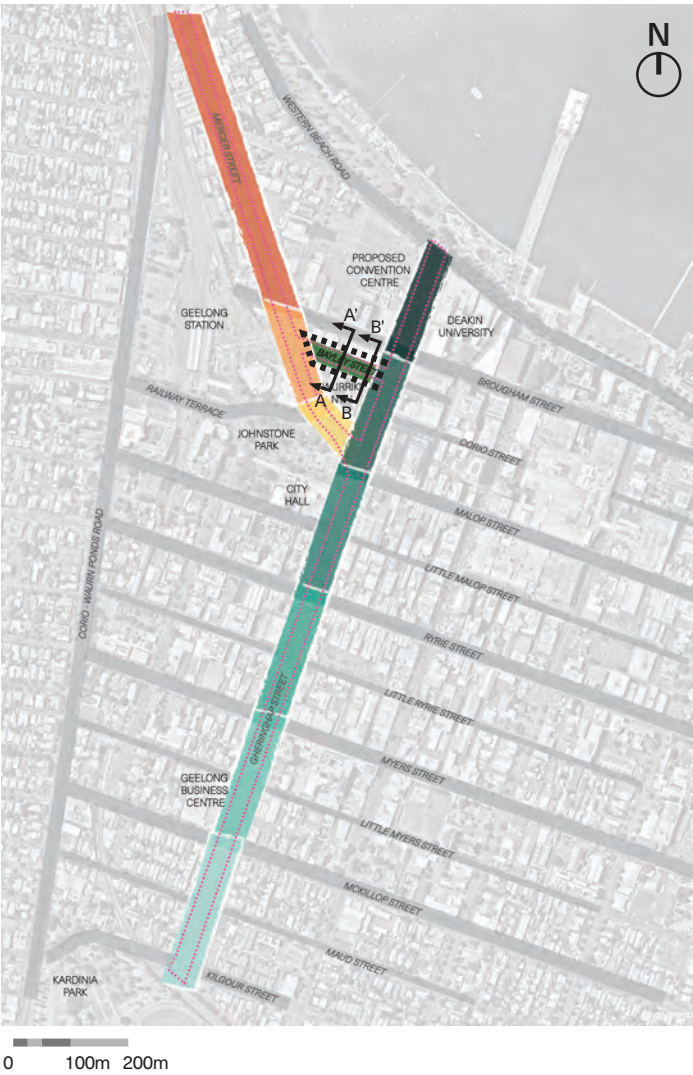 N
MERCER STREET
WESTERN BEACH ROAD
PROPOSED
CONVENTION
CENTRE
GEELONG
STATION
DEAKIN
UNIVERSITY
A'
B'
A
B
RAILWAY TERRACE
BROUGHAM STREET
JOHNSTONE
PARK
CORIO STREET
CITY
HALL
MALOP STREET
CORIO - WAURN PONDS ROAD
LITTLE MALOP STREET
RYRIE STREET
LITTLE RYRIE STREET
GHERINGHAP STREET
MYERS STREET
GEELONG
BUSINESS
CENTRE
LITTLE MYERS STREET
MCKILLOP STREET
MAUD STREET
KARDINIA
PARK
KILGOUR STREET
0 100m 200m